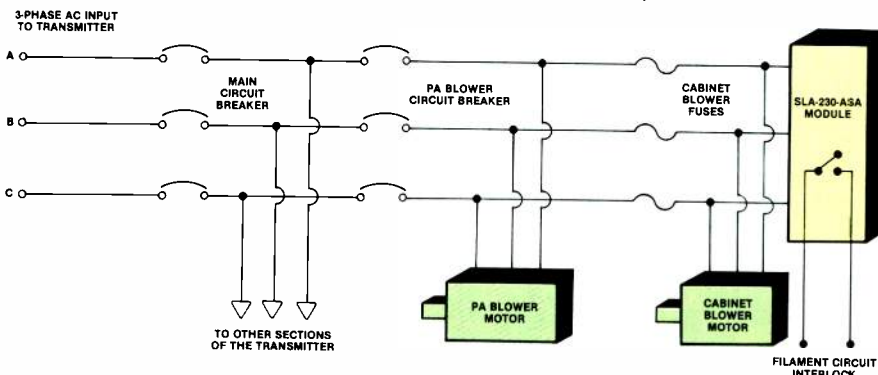 3-PHASE AC INPUT
TO TRANSMITTER
A
B
C
MAIN
CIRCUIT
BREAKER
PA BLOWER
CIRCUIT BREAKER
CABINET
BLOWER
FUSES
SLA-230-ASA
MODULE
PA BLOWER
MOTOR
CABINET
BLOWER
MOTOR
TO OTHER SECTIONS
OF THE TRANSMITTER
FILAMENT CIRCUIT
INTERLOCK